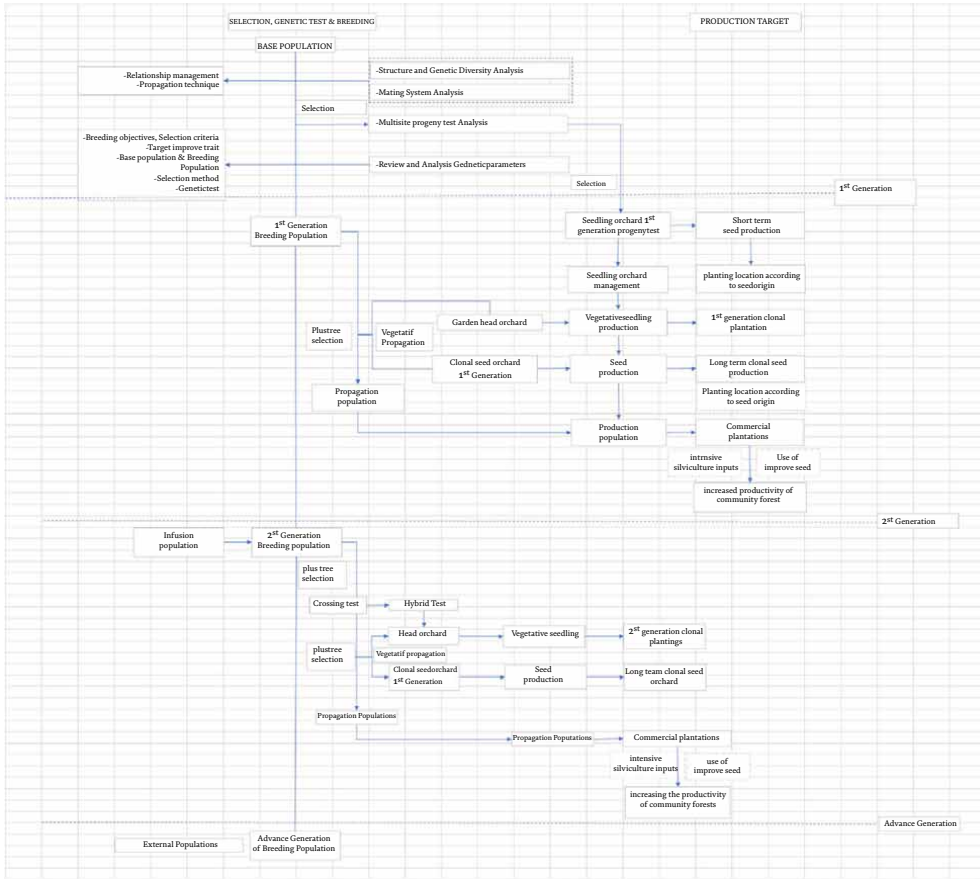 SELECTION, GENETIC TEST & BREEDING
PRODUCTION TARGET
BASE POPULATION
-Relationship management
-Propagation technique
-Structure and Genetic Diversity Analysis
-Mating System Analysis
Selection
-Multisite progeny test Analysis
-Breeding objectives, Selection criteria
-Target improve trait
-Base population & Breeding
Population
-Selection method
-Genetictest
-Review and Analysis Gedneticparameters
Selection
1st Generation
1st Generation
Breeding Population
Seedling orchard 1st
generation progenytest
Short term
seed production
Seedling orchard
management
planting location according
to seedorigin
Plustree
selection
Vegetatif
Propagation
Garden head orchard
Vegetativeseedling
production
1st generation clonal
plantation
Clonal seed orchard
1st Generation
Seed
production
Long term clonal seed
production
Propagation
population
Planting location according
to seed origin
Production
population
Commercial
plantations
intrnsive
silviculture inputs
Use of
improve seed
increased productivity of
community forest
2st Generation
Infusion
population
2st Generation
Breeding population
plus tree
selection
Crossing test
Hybrid Test
Head orchard
Vegetative seedling
2st generation clonal
plantings
plustree
selection
Vegetatif propagation
Clonal seedorchard
1st Generation
Seed
production
Long team clonal seed
orchard
Propagation Populations
Propagation Poputations
Commercial plantations
intensive
silviculture inputs
use of
improve seed
increasing the productivity
of community forests
Advance Generation
External Populations
Advance Generation
of Breeding Population